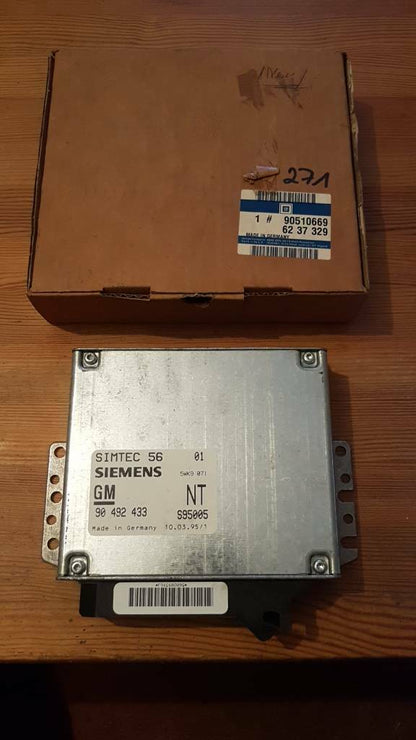 271
GM
1 # 90510669
62 37 329
MADE IN GERMANY
SIMTEC 56 01
SIEMENS 5WK9 071
GM NT
90 492 433 S95005
Made in Germany 10.03.95/1